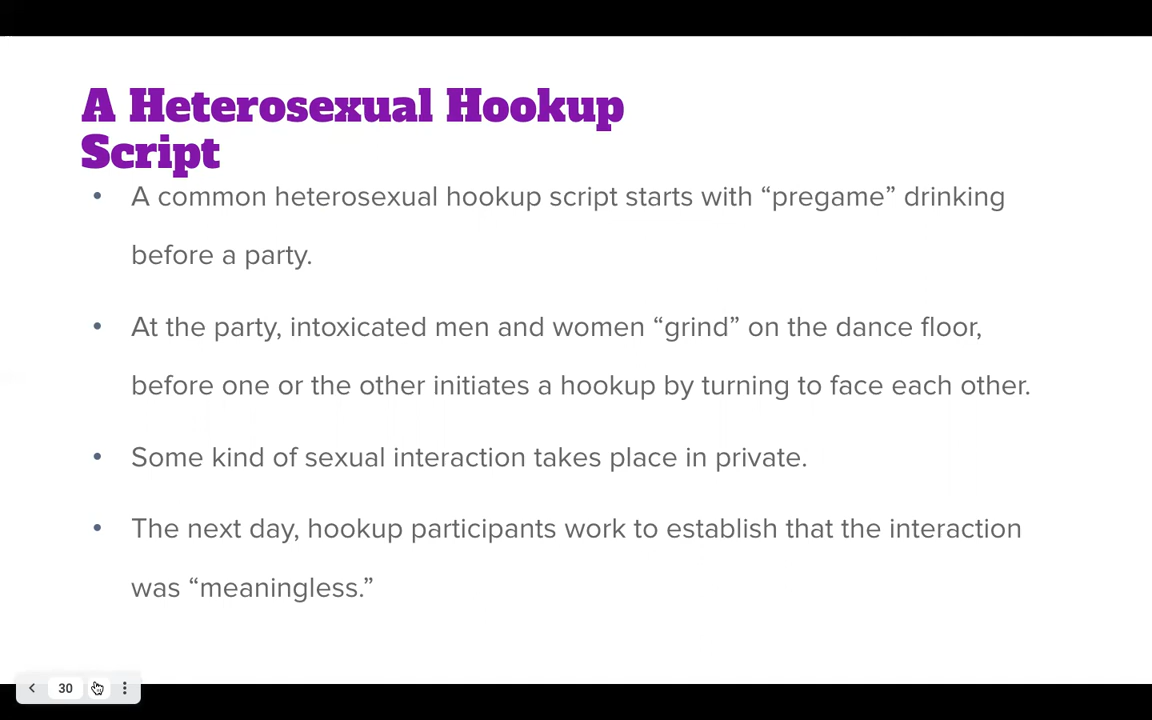 A Heterosexual Hookup
Script
• A common heterosexual hookup script starts with “pregame” drinking
before a party.
• At the party, intoxicated men and women “grind” on the dance floor,
before one or the other initiates a hookup by turning to face each other.
• Some kind of sexual interaction takes place in private.
• The next day, hookup participants work to establish that the interaction
was “meaningless.”
30